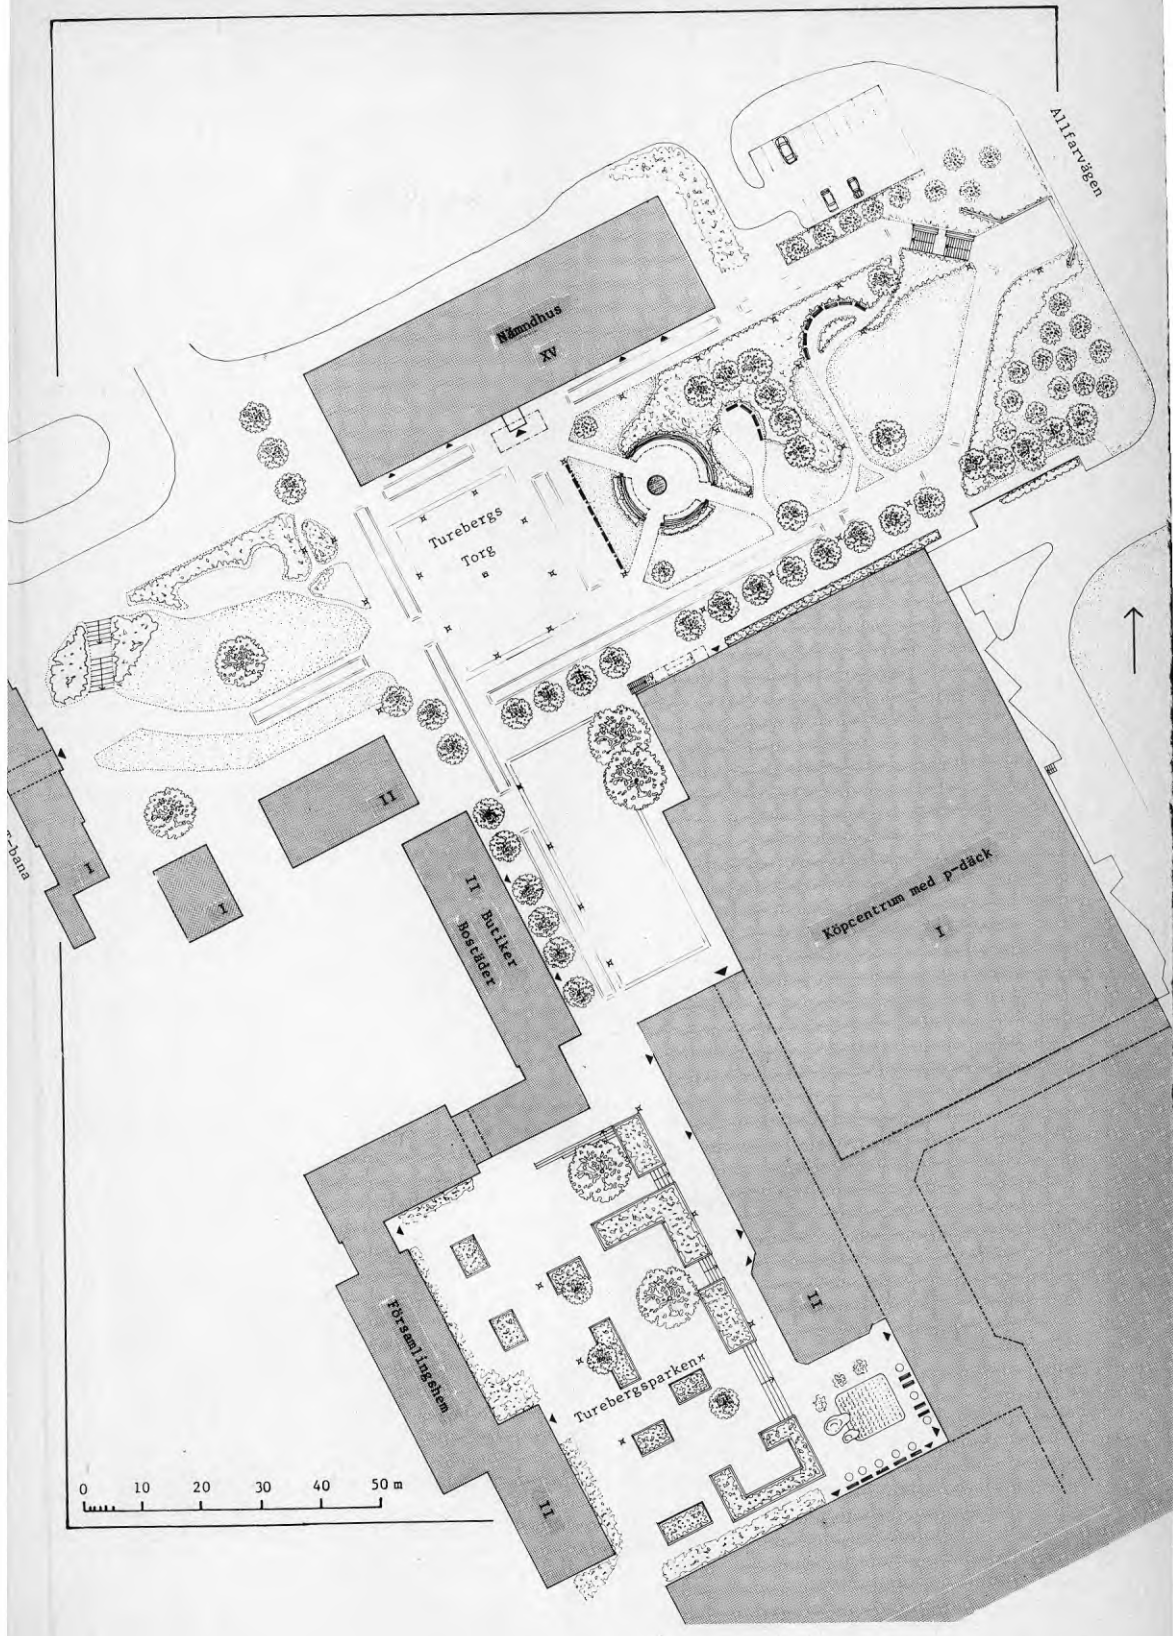 Allfarvägen
Nämndhus
XV
Turebergs
Torg
II
T-bana
I
I
II Butiker
Bostäder
Köpcentrum med p-däck
I
II
Församlingshem
Turebergsparken
II
0 10 20 30 40 50 m